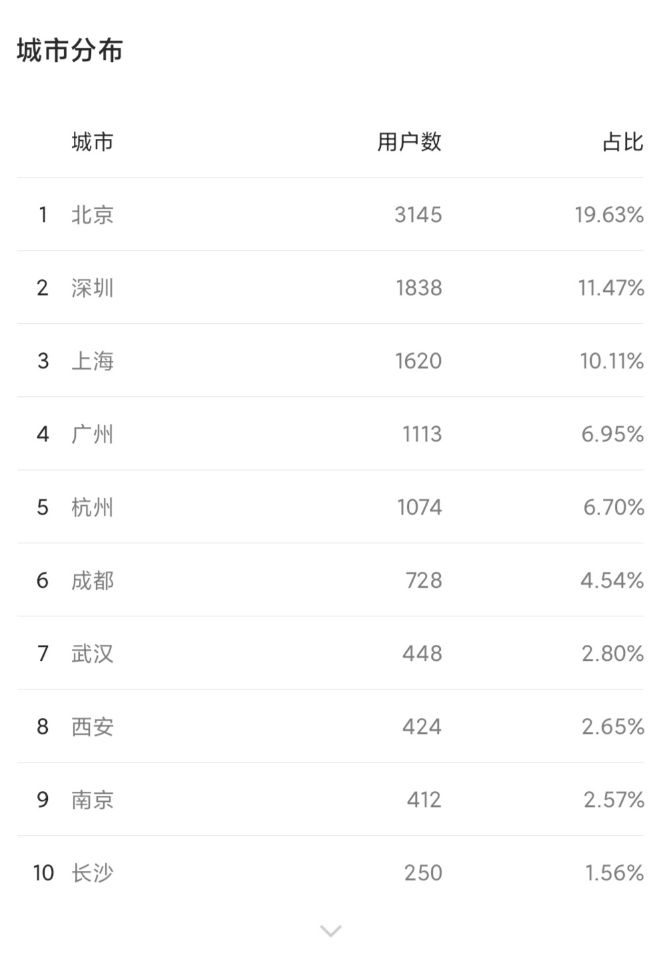 城市分布
城市 用户数 占比
1 北京 3145 19.63%
2 深圳 1838 11.47%
3 上海 1620 10.11%
4 广州 1113 6.95%
5 杭州 1074 6.70%
6 成都 728 4.54%
7 武汉 448 2.80%
8 西安 424 2.65%
9 南京 412 2.57%
10 长沙 250 1.56%